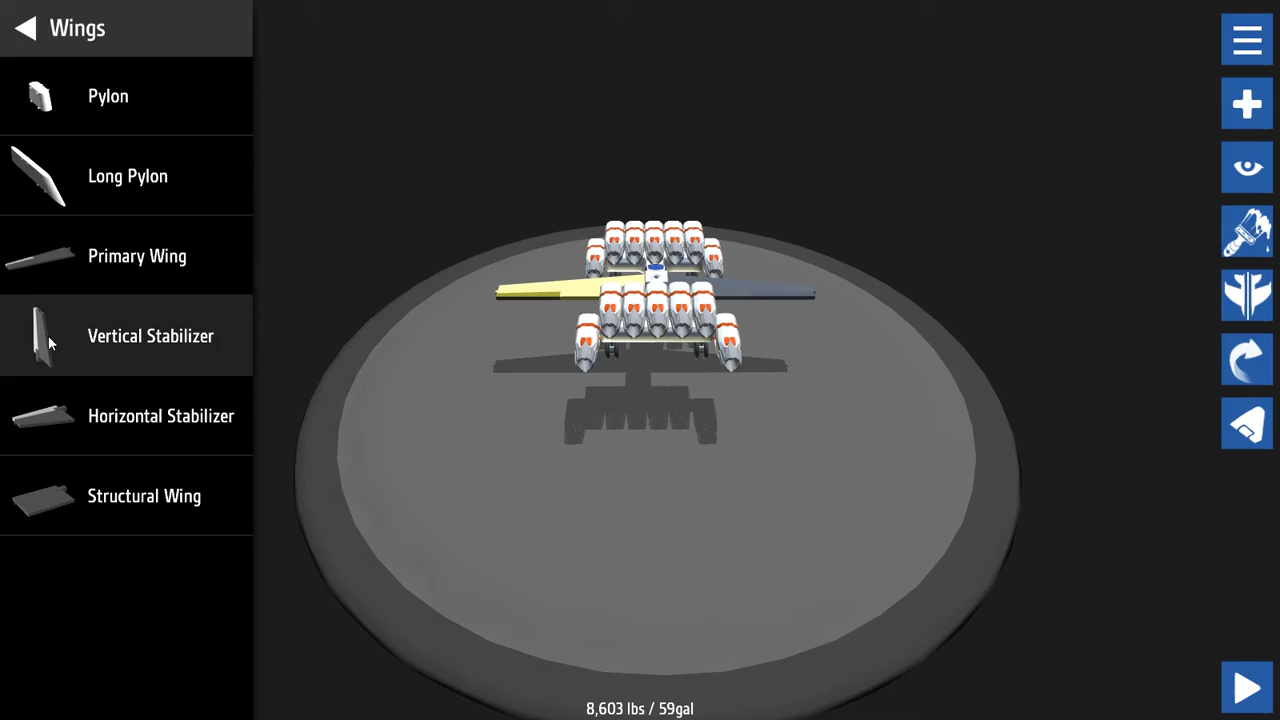 Wings
Pylon
Long Pylon
Primary Wing
Vertical Stabilizer
Horizontal Stabilizer
Structural Wing
8,603 lbs / 59gal